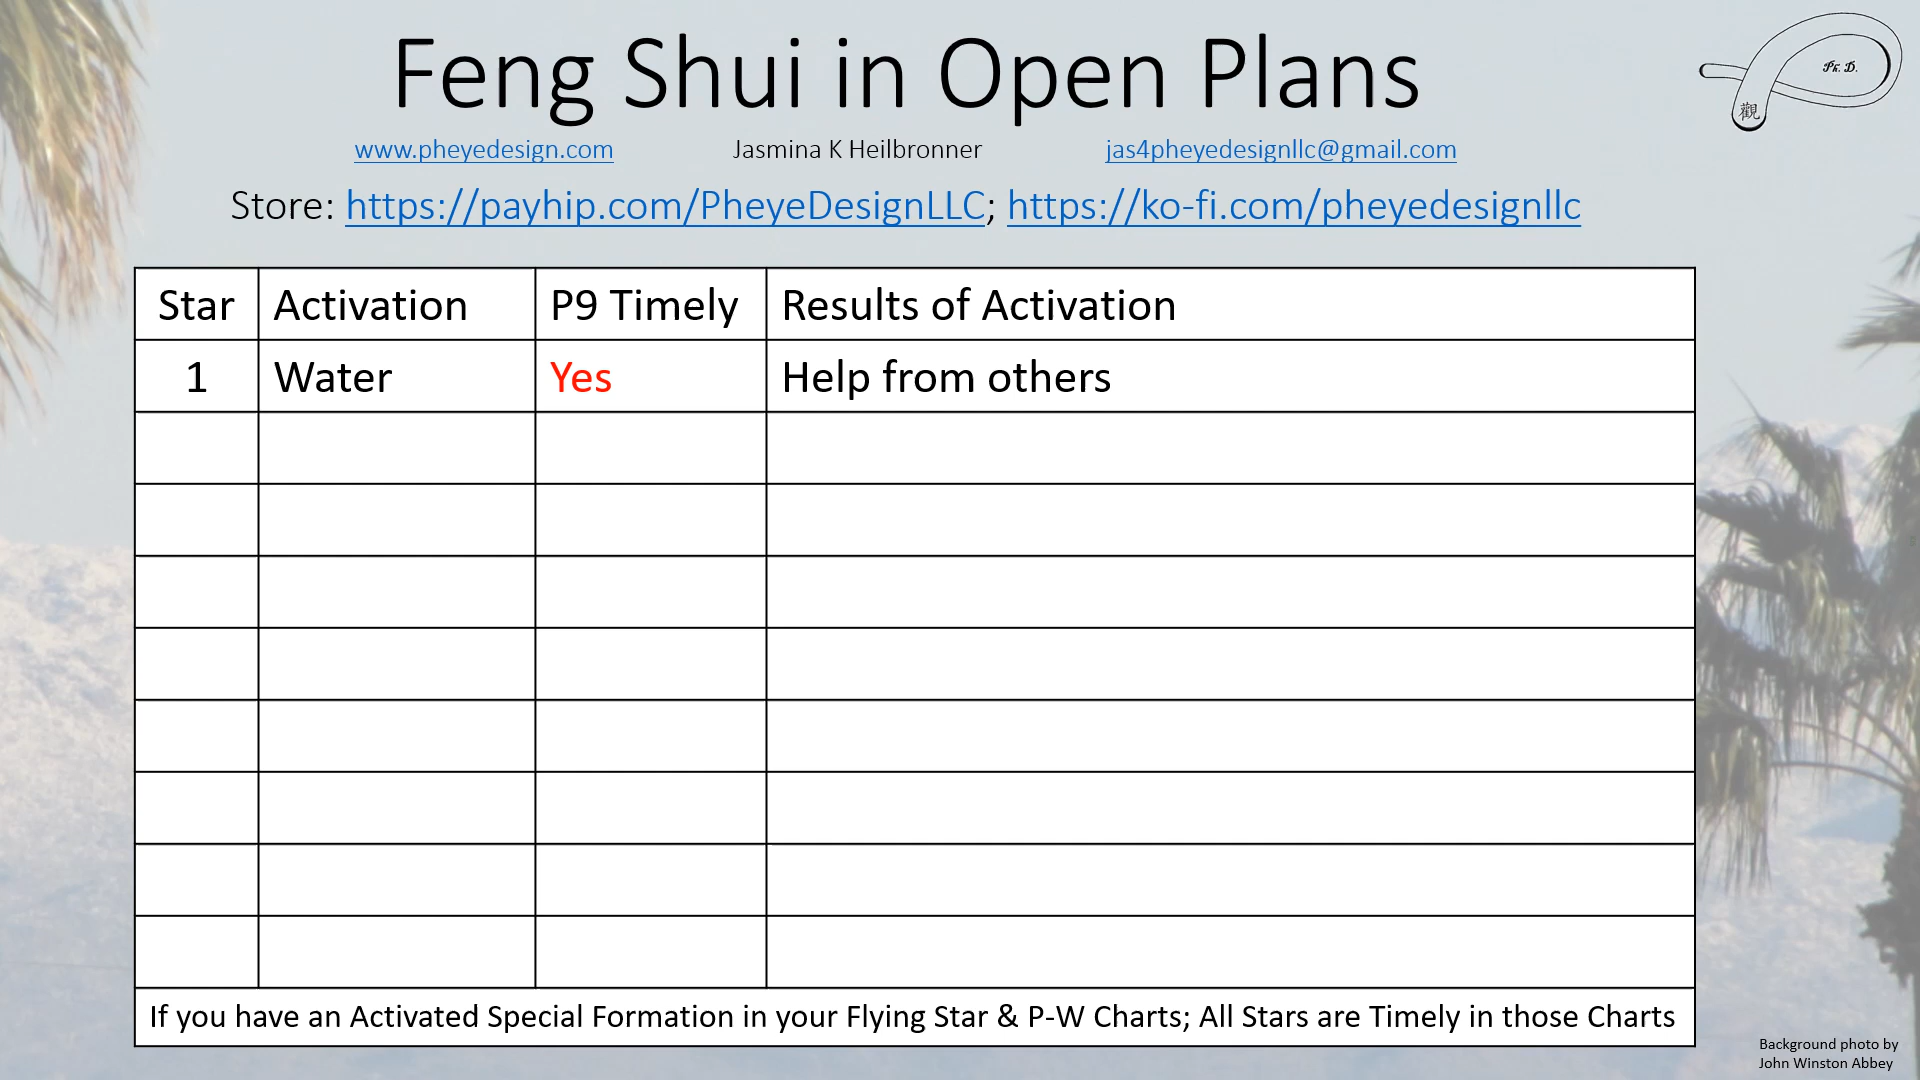 Feng Shui in Open Plans
Ph. D.
觀
www.pheyedesign.com Jasmina K Heilbronner jas4pheyedesignllc@gmail.com
Store: https://payhip.com/PheyeDesignLLC; https://ko-fi.com/pheyedesignllc
Star Activation P9 Timely Results of Activation
1 Water Yes Help from others
If you have an Activated Special Formation in your Flying Star & P-W Charts; All Stars are Timely in those Charts
Background photo by
John Winston Abbey